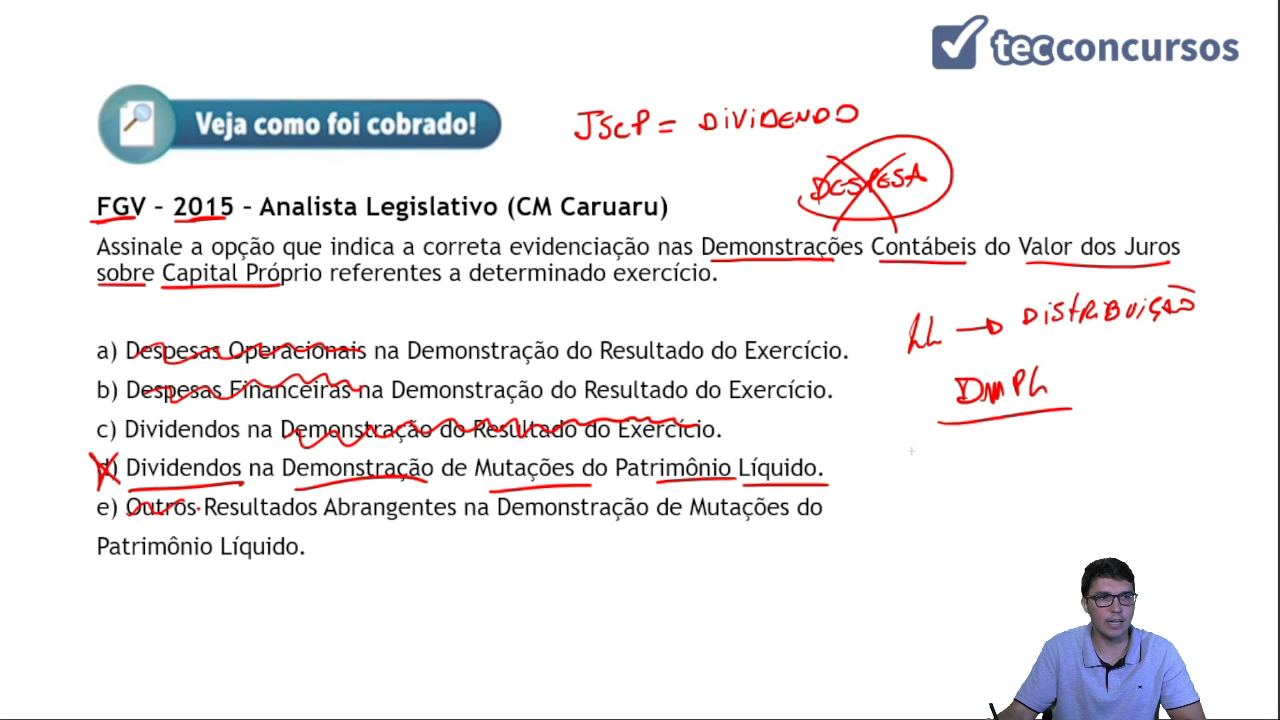 tecconcursos
Veja como foi cobrado!
JSCP = DiViDENDO
DESPESA
FGV – 2015 – Analista Legislativo (CM Caruaru)
Assinale a opção que indica a correta evidenciação nas Demonstrações Contábeis do Valor dos Juros
sobre Capital Próprio referentes a determinado exercício.
LL → DiSTRiBUiÇÃO
a) Despesas Operacionais na Demonstração do Resultado do Exercício.
b) Despesas Financeiras na Demonstração do Resultado do Exercício.
DMPL
c) Dividendos na Demonstração do Resultado do Exercício.
d) Dividendos na Demonstração de Mutações do Patrimônio Líquido.
e) Outros Resultados Abrangentes na Demonstração de Mutações do
Patrimônio Líquido.